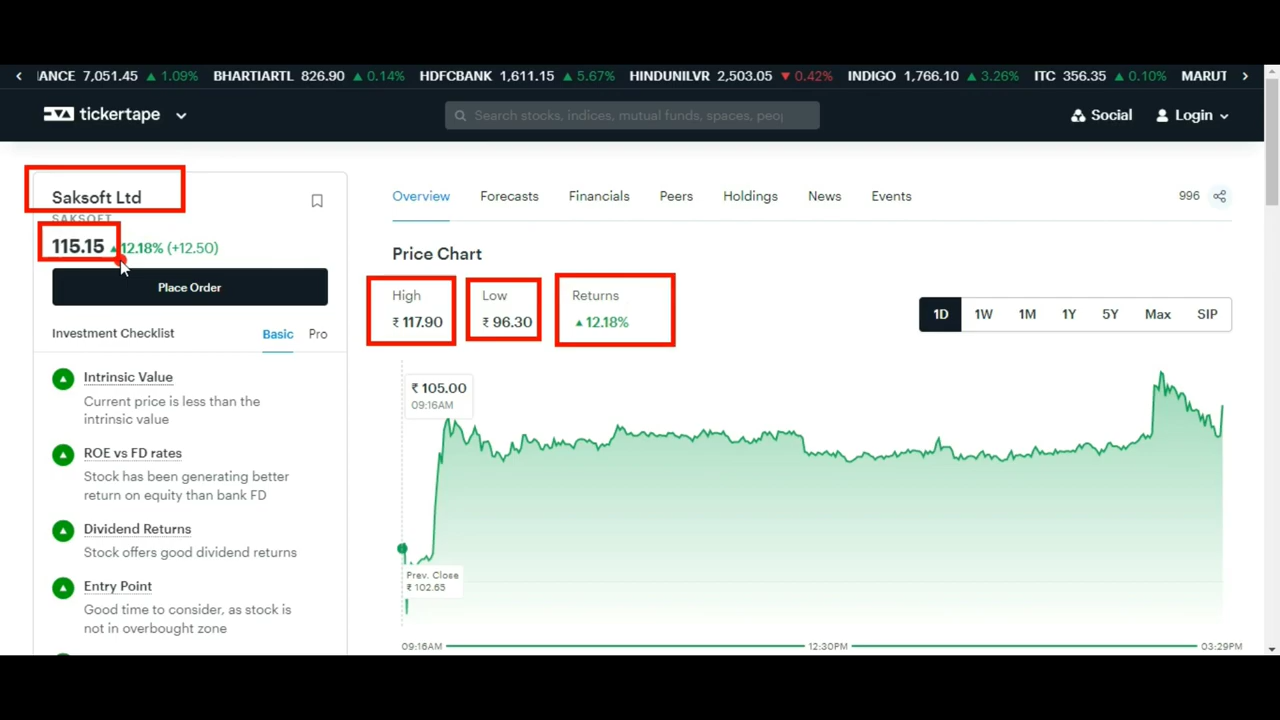 ANCE 7,051.45 ▲ 1.09% BHARTIARTL 826.90 ▲ 0.14% HDFCBANK 1,611.15 ▲ 5.67% HINDUNILVR 2,503.05 ▼ 0.42% INDIGO 1,766.10 ▲ 3.26% ITC 356.35 ▲ 0.10% MARUT
tickertape
Search stocks, indices, mutual funds, spaces, peop
Social
Login
Saksoft Ltd
SAKSOFT
115.15 ▲ 12.18% (+12.50)
Place Order
Investment Checklist Basic Pro
Intrinsic Value
Current price is less than the
intrinsic value
ROE vs FD rates
Stock has been generating better
return on equity than bank FD
Dividend Returns
Stock offers good dividend returns
Entry Point
Good time to consider, as stock is
not in overbought zone
Overview Forecasts Financials Peers Holdings News Events 996
Price Chart
High Low Returns
₹ 117.90 ₹ 96.30 ▲ 12.18%
1D 1W 1M 1Y 5Y Max SIP
₹ 105.00
09:16AM
Prev. Close
₹ 102.65
09:16AM 12:30PM 03:29PM